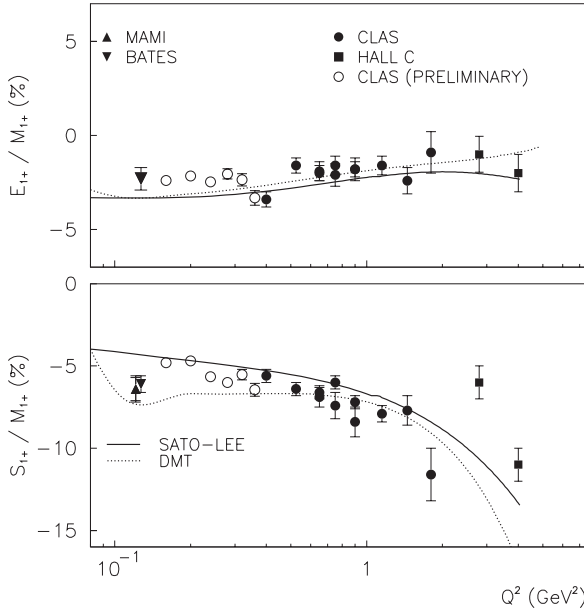 5
MAMI
BATES
CLAS
HALL C
CLAS (PRELIMINARY)
0
E₁₊ / M₁₊ (%)
−5
0
−5
S₁₊ / M₁₊ (%)
−10
SATO−LEE
DMT
−15
10⁻¹
1
Q² (GeV²)